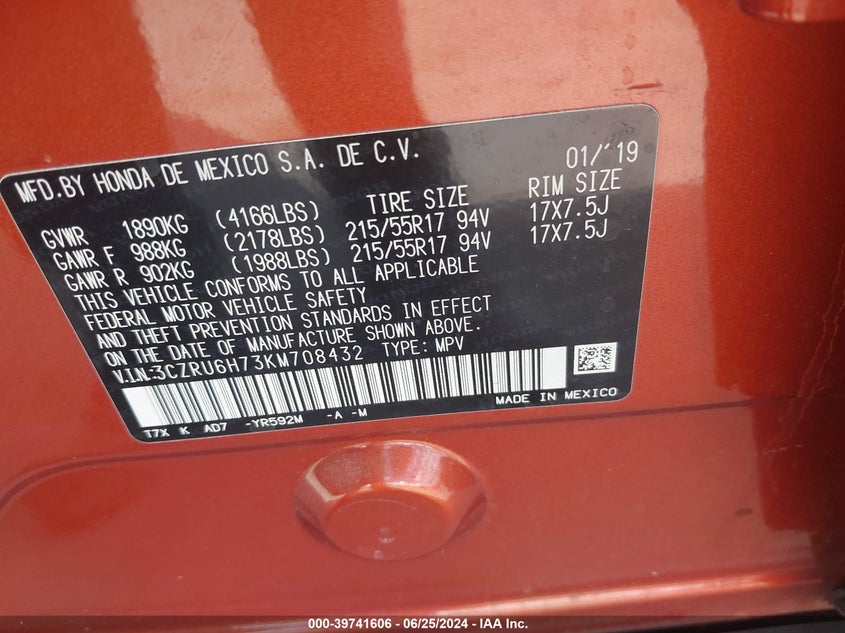 MFD.BY HONDA DE MEXICO S.A. DE C.V. 01/'19
TIRE SIZE RIM SIZE
GVWR 1890KG (4166LBS)
GAWR F 988KG (2178LBS) 215/55R17 94V 17X7.5J
GAWR R 902KG (1988LBS) 215/55R17 94V 17X7.5J
THIS VEHICLE CONFORMS TO ALL APPLICABLE
FEDERAL MOTOR VEHICLE SAFETY
AND THEFT PREVENTION STANDARDS IN EFFECT
ON THE DATE OF MANUFACTURE SHOWN ABOVE.
V.I.N.:3CZRU6H73KM708432 TYPE: MPV
MADE IN MEXICO
T7X K AD7 -YR592M -A -M
000-39741606 - 06/25/2024 - IAA Inc.